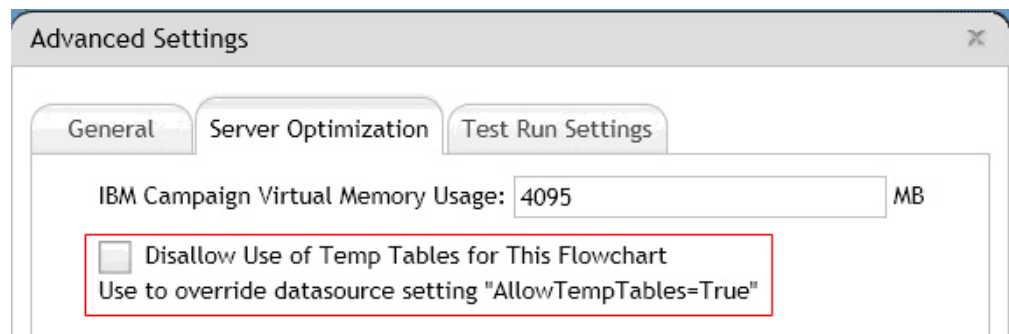 Advanced Settings
General Server Optimization Test Run Settings
IBM Campaign Virtual Memory Usage: 4095 MB
Disallow Use of Temp Tables for This Flowchart
Use to override datasource setting "AllowTempTables=True"